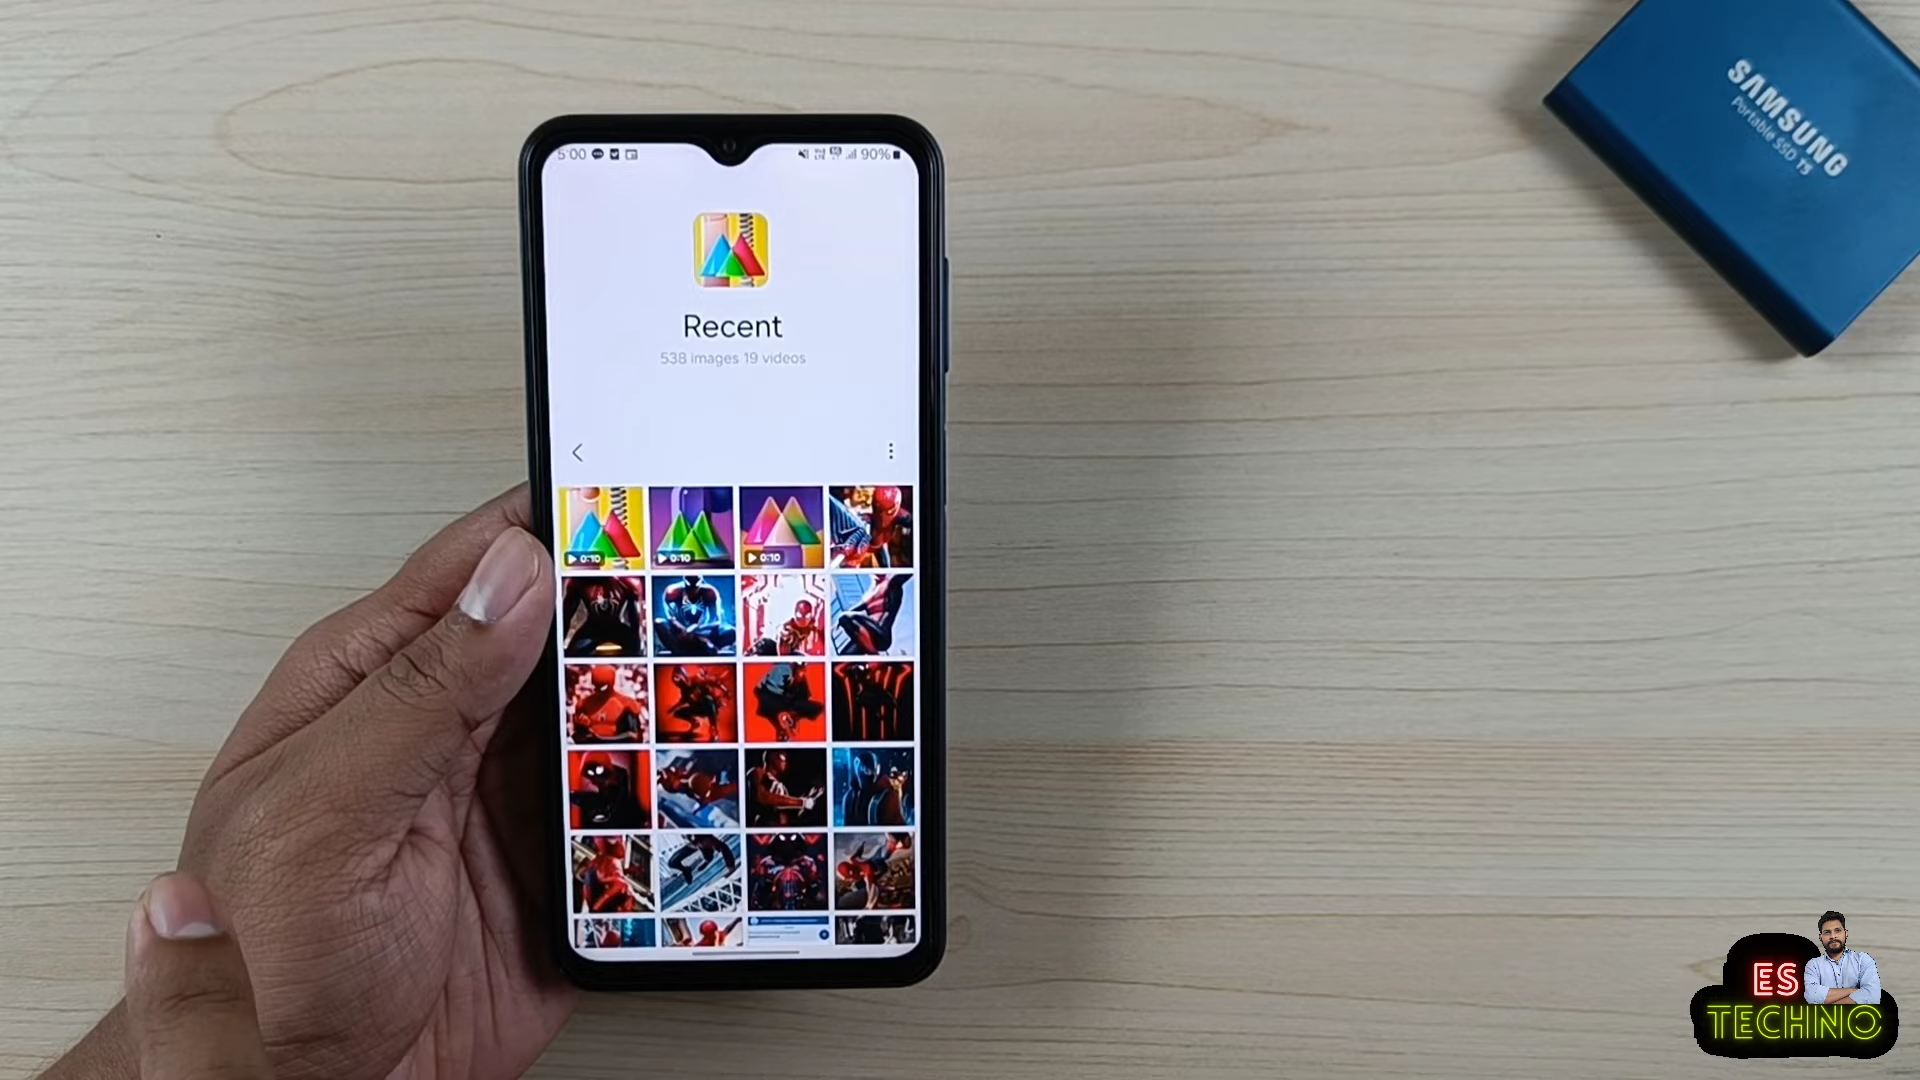 5:00
90%
Recent
538 images 19 videos
0:10
0:10
0:10
SAMSUNG
Portable SSD T5
ES
TECHNO